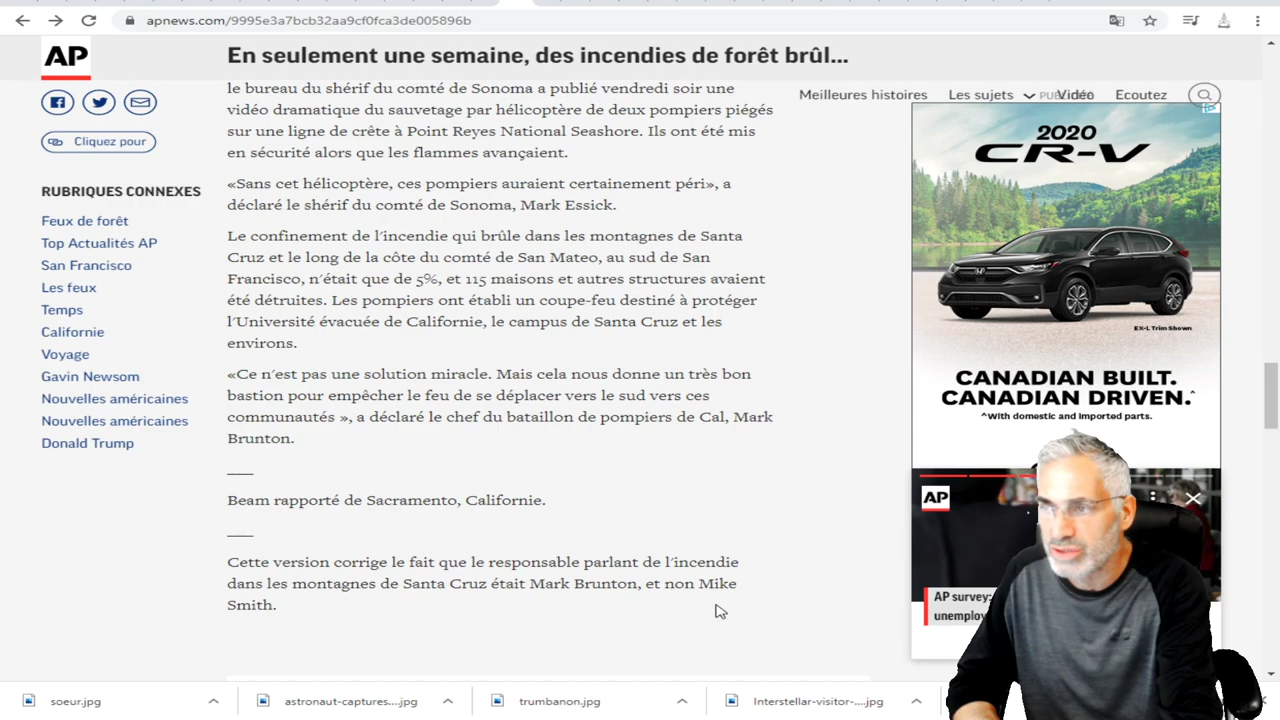 apnews.com/9995e3a7bcb32aa9cf0fca3de005896b
AP
En seulement une semaine, des incendies de forêt brûl...
Meilleures histoires
Les sujets
Vidéo
Ecoutez
Cliquez pour
RUBRIQUES CONNEXES
Feux de forêt
Top Actualités AP
San Francisco
Les feux
Temps
Californie
Voyage
Gavin Newsom
Nouvelles américaines
Nouvelles américaines
Donald Trump
le bureau du shérif du comté de Sonoma a publié vendredi soir une
vidéo dramatique du sauvetage par hélicoptère de deux pompiers piégés
sur une ligne de crête à Point Reyes National Seashore. Ils ont été mis
en sécurité alors que les flammes avançaient.
«Sans cet hélicoptère, ces pompiers auraient certainement péri», a
déclaré le shérif du comté de Sonoma, Mark Essick.
Le confinement de l'incendie qui brûle dans les montagnes de Santa
Cruz et le long de la côte du comté de San Mateo, au sud de San
Francisco, n'était que de 5%, et 115 maisons et autres structures avaient
été détruites. Les pompiers ont établi un coupe-feu destiné à protéger
l'Université évacuée de Californie, le campus de Santa Cruz et les
environs.
«Ce n'est pas une solution miracle. Mais cela nous donne un très bon
bastion pour empêcher le feu de se déplacer vers le sud vers ces
communautés », a déclaré le chef du bataillon de pompiers de Cal, Mark
Brunton.
Beam rapporté de Sacramento, Californie.
Cette version corrige le fait que le responsable parlant de l'incendie
dans les montagnes de Santa Cruz était Mark Brunton, et non Mike
Smith.
2020
CR-V
EX-L Trim Shown
CANADIAN BUILT.
CANADIAN DRIVEN.^
^With domestic and imported parts.
AP
AP survey:
soeur.jpg
astronaut-captures....jpg
trumbanon.jpg
Interstellar-visitor-....jpg